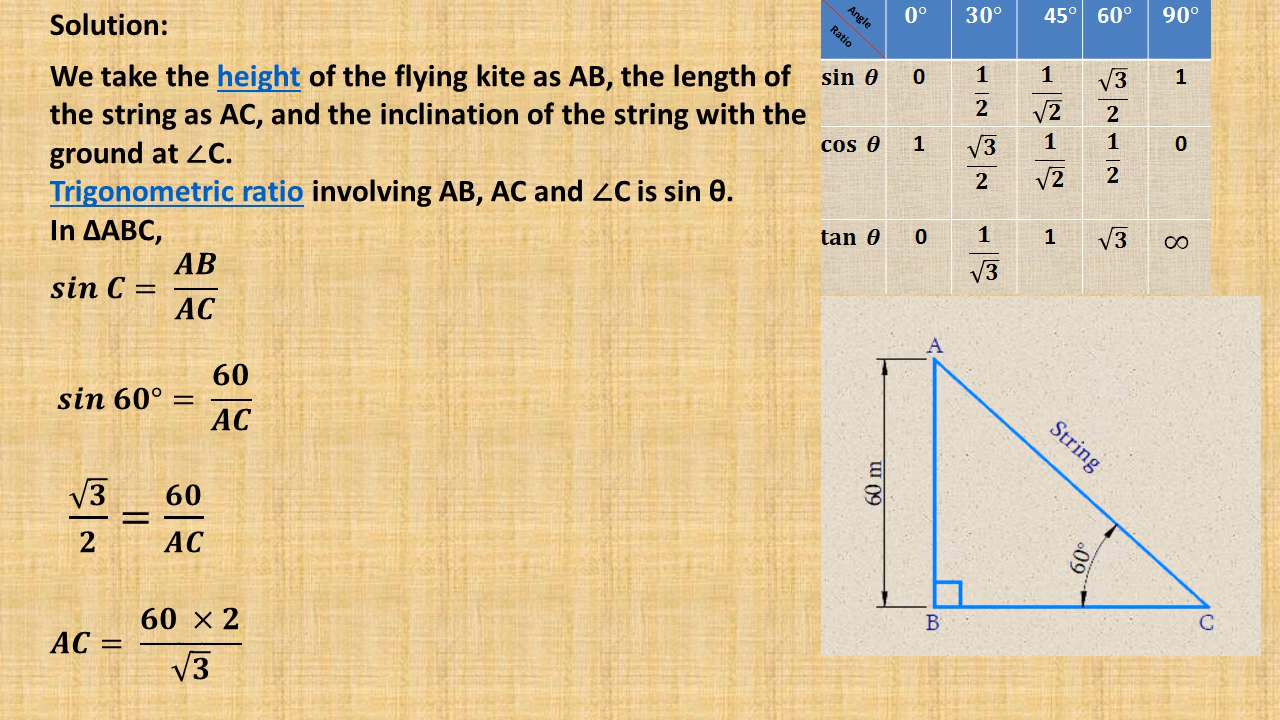 Solution:
We take the height of the flying kite as AB, the length of
the string as AC, and the inclination of the string with the
ground at ∠C.
Trigonometric ratio involving AB, AC and ∠C is sin θ.
In ΔABC,
sin C = AB/AC
sin 60° = 60/AC
√3/2 = 60/AC
AC = 60 × 2/√3
Angle
Ratio
0° 30° 45° 60° 90°
sin θ 0 1/2 1/√2 √3/2 1
cos θ 1 √3/2 1/√2 1/2 0
tan θ 0 1/√3 1 √3 ∞
A
String
60 m
60°
B
C